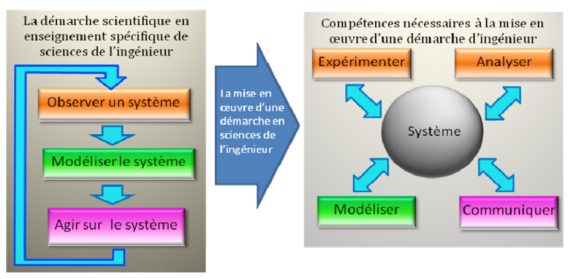 La démarche scientifique en
enseignement spécifique de
sciences de l'ingénieur
Observer un système
Modéliser le système
Agir sur le système
La mise en
œuvre d'une
démarche en
sciences de
l'ingénieur
Compétences nécessaires à la mise en
œuvre d'une démarche d'ingénieur
Expérimenter
Analyser
Système
Modéliser
Communiquer